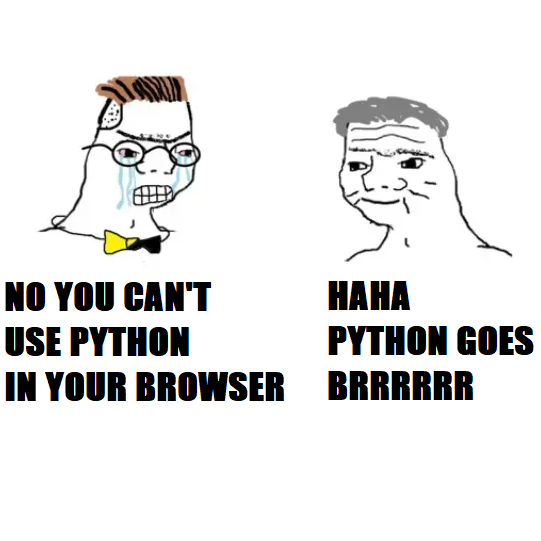 NO YOU CAN'T
USE PYTHON
IN YOUR BROWSER
HAHA
PYTHON GOES
BRRRRRR